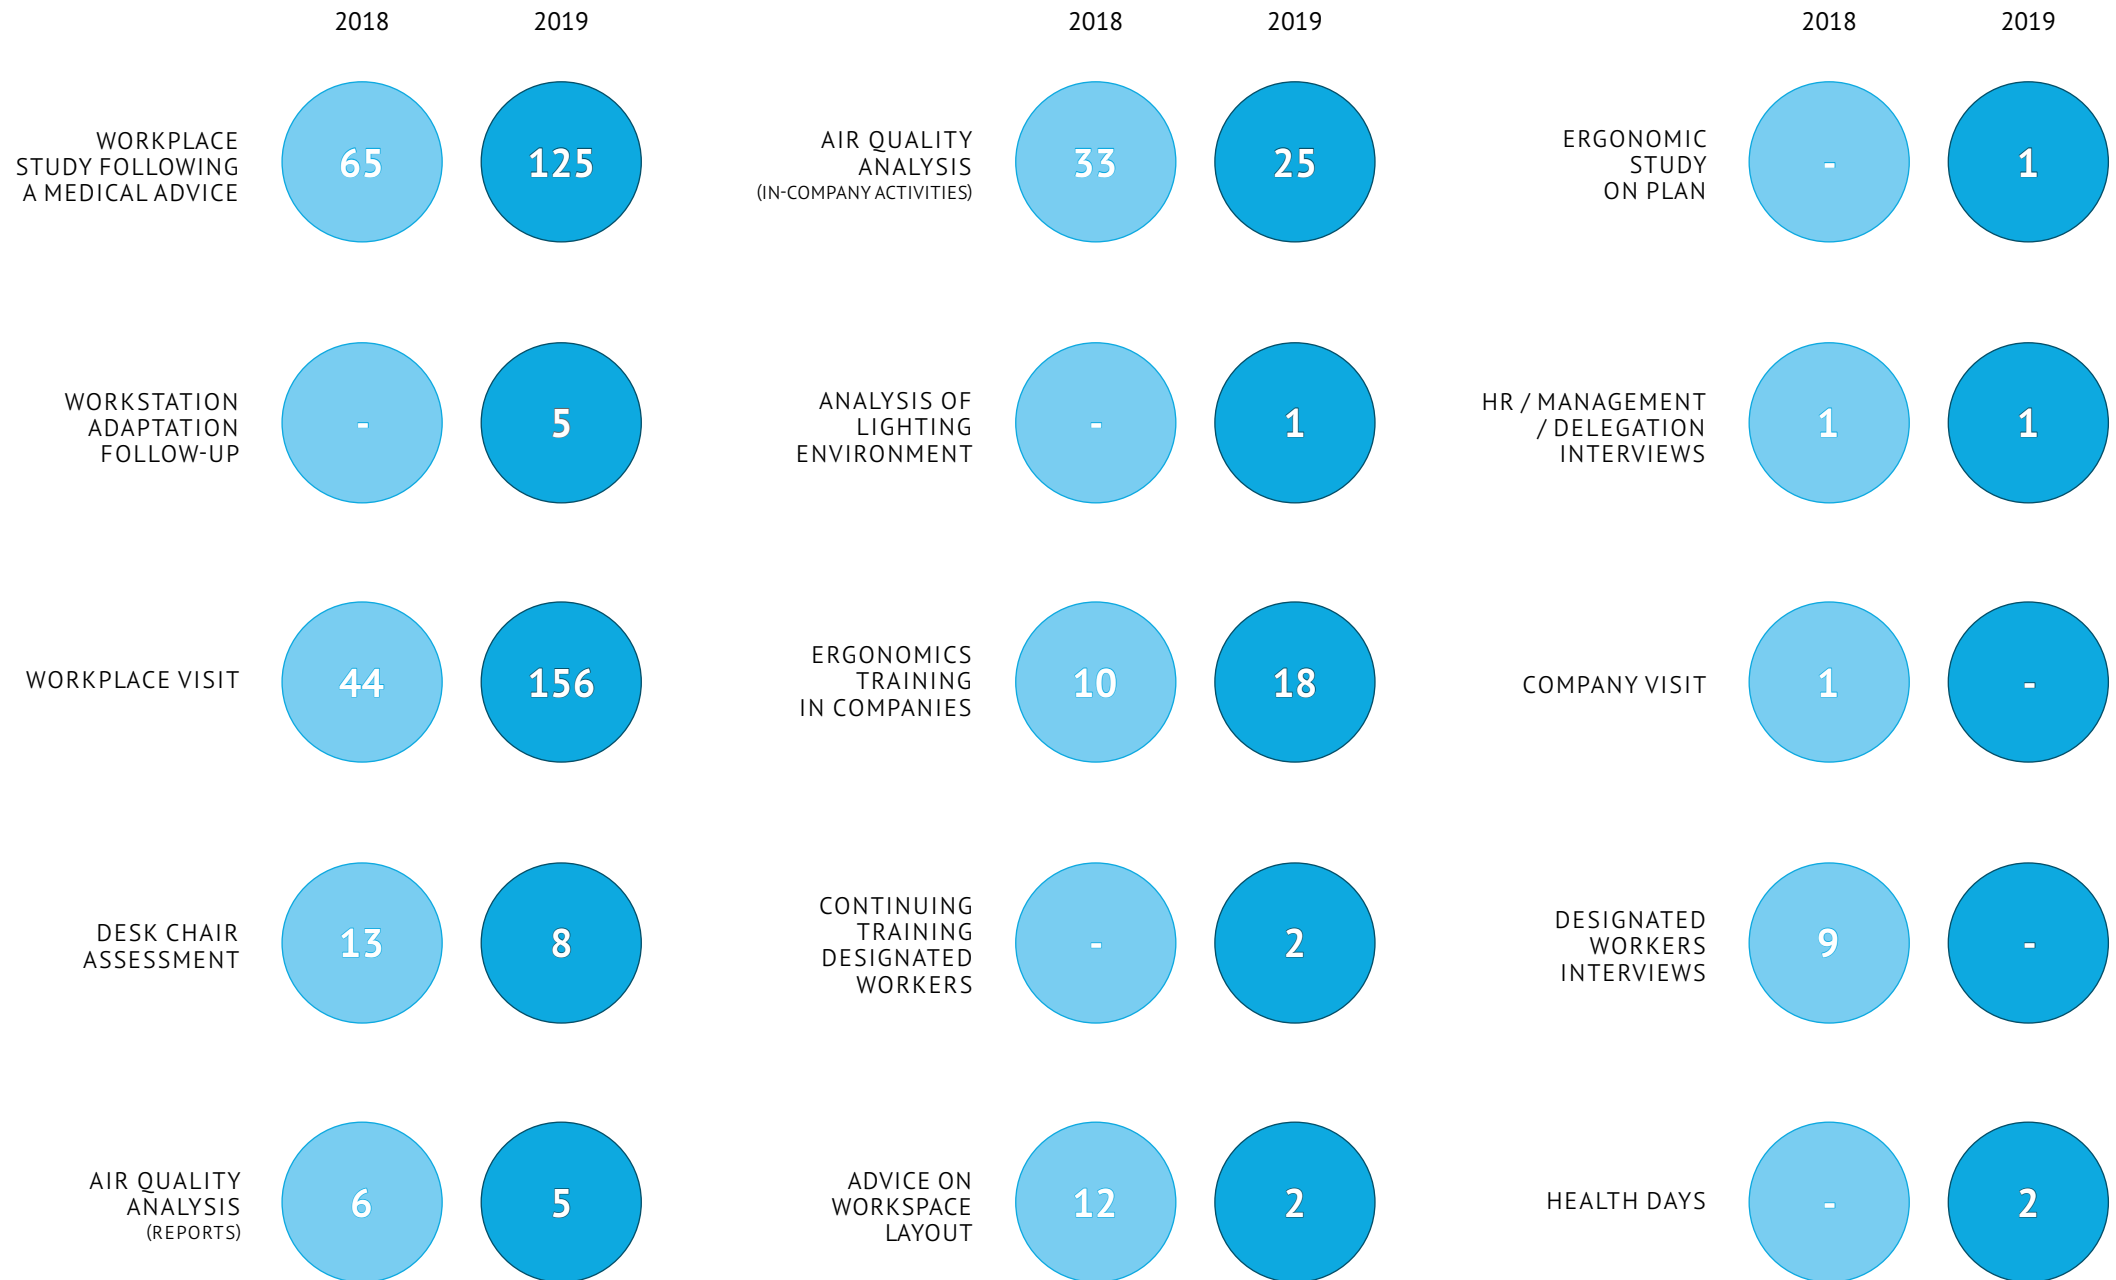 2018 2019 2018 2019 2018 2019
WORKPLACE
STUDY FOLLOWING
A MEDICAL ADVICE
65 125
AIR QUALITY
ANALYSIS
(IN-COMPANY ACTIVITIES)
33 25
ERGONOMIC
STUDY
ON PLAN
- 1
WORKSTATION
ADAPTATION
FOLLOW-UP
- 5
ANALYSIS OF
LIGHTING
ENVIRONMENT
- 1
HR / MANAGEMENT
/ DELEGATION
INTERVIEWS
1 1
WORKPLACE VISIT
44 156
ERGONOMICS
TRAINING
IN COMPANIES
10 18
COMPANY VISIT
1 -
DESK CHAIR
ASSESSMENT
13 8
CONTINUING
TRAINING
DESIGNATED
WORKERS
- 2
DESIGNATED
WORKERS
INTERVIEWS
9 -
AIR QUALITY
ANALYSIS
(REPORTS)
6 5
ADVICE ON
WORKSPACE
LAYOUT
12 2
HEALTH DAYS
- 2